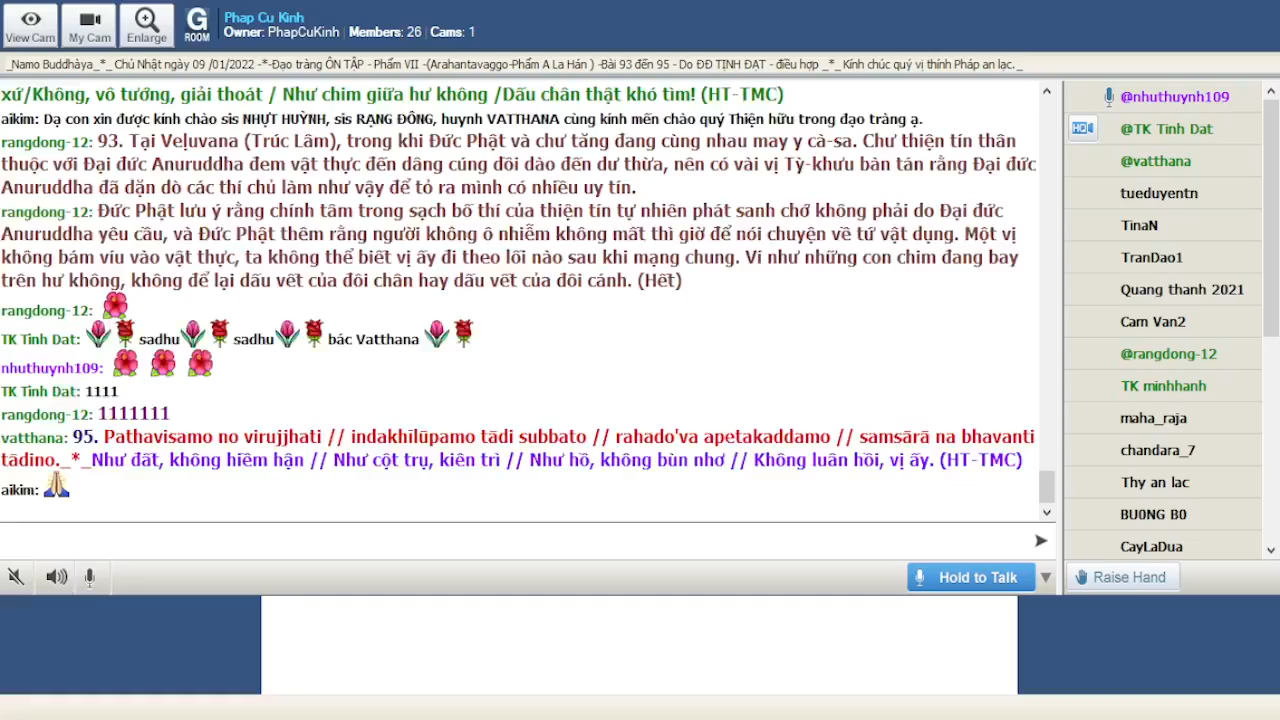 View Cam
My Cam
Enlarge
G
ROOM
Phap Cu Kinh
Owner: PhapCuKinh | Members: 26 | Cams: 1
_Namo Buddhàya_*_ Chủ Nhật ngày 09 /01/2022 -*-Đạo tràng ÔN TẬP - Phẩm VII -(Arahantavaggo-Phẩm A La Hán ) -Bài 93 đến 95 - Do ĐĐ TỊNH ĐẠT - điều hợp _*_ Kính chúc quý vị thính Pháp an lạc._
xứ/Không, vô tướng, giải thoát / Như chim giữa hư không /Dấu chân thật khó tìm! (HT-TMC)
aikim: Dạ con xin được kính chào sis NHỰT HUỲNH, sis RẠNG ĐÔNG, huynh VATTHANA cùng kính mến chào quý Thiện hữu trong đạo tràng ạ.
rangdong-12: 93. Tại Veḷuvana (Trúc Lâm), trong khi Đức Phật và chư tăng đang cùng nhau may y cà-sa. Chư thiện tín thân
thuộc với Đại đức Anuruddha đem vật thực đến dâng cúng dồi dào đến dư thừa, nên có vài vị Tỳ-khưu bàn tán rằng Đại đức
Anuruddha đã dặn dò các thí chủ làm như vậy để tỏ ra mình có nhiều uy tín.
rangdong-12: Đức Phật lưu ý rằng chính tâm trong sạch bố thí của thiện tín tự nhiên phát sanh chớ không phải do Đại đức
Anuruddha yêu cầu, và Đức Phật thêm rằng người không ô nhiễm không mất thì giờ để nói chuyện về tứ vật dụng. Một vị
không bám víu vào vật thực, ta không thể biết vị ấy đi theo lối nào sau khi mạng chung. Ví như những con chim đang bay
trên hư không, không để lại dấu vết của đôi chân hay dấu vết của đôi cánh. (Hết)
rangdong-12:
TK Tinh Dat: sadhu sadhu bác Vatthana
nhuthuynh109:
TK Tinh Dat: 1111
rangdong-12: 1111111
vatthana: 95. Pathavisamo no virujjhati // indakhīlūpamo tādi subbato // rahado'va apetakaddamo // samsārā na bhavanti
tādino._*_Như đất, không hiềm hận // Như cột trụ, kiên trì // Như hồ, không bùn nhơ // Không luân hồi, vị ấy. (HT-TMC)
aikim:
Hold to Talk
@nhuthuynh109
HD
@TK Tinh Dat
@vatthana
tueduyentn
TinaN
TranDao1
Quang thanh 2021
Cam Van2
@rangdong-12
TK minhhanh
maha_raja
chandara_7
Thy an lac
BU0NG B0
CayLaDua
Raise Hand